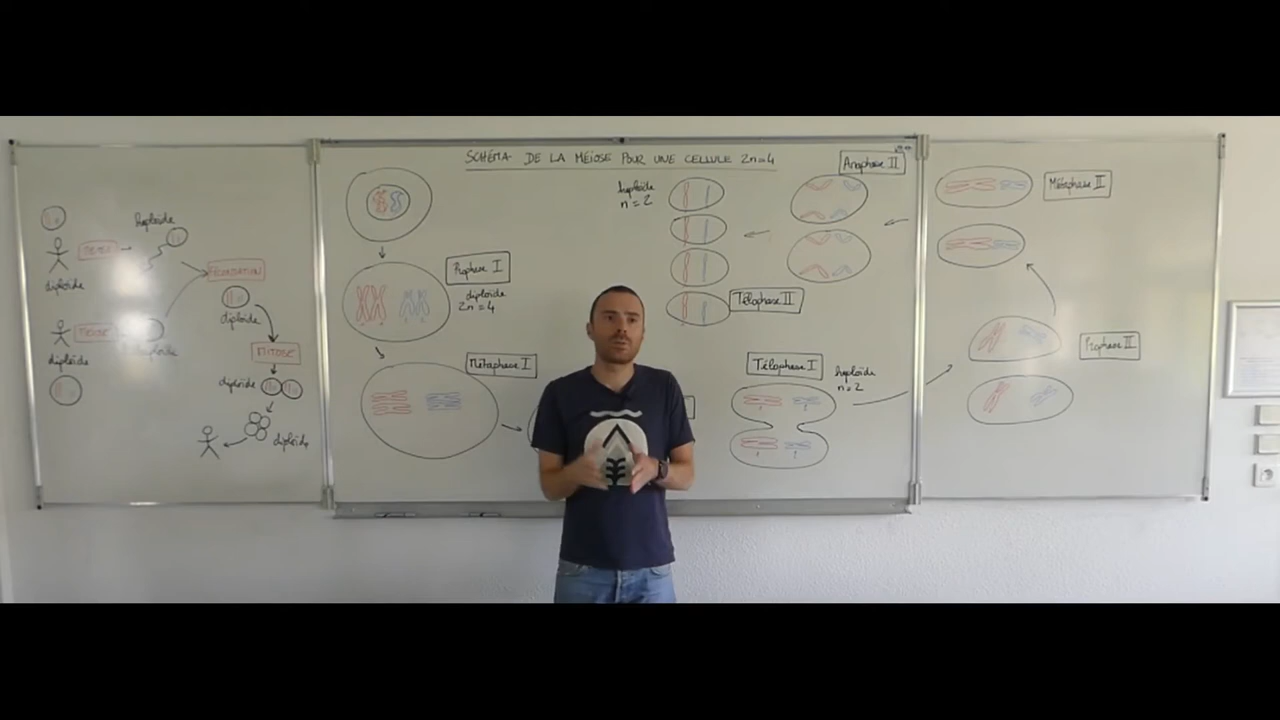 SCHÉMA DE LA MÉIOSE POUR UNE CELLULE 2n=4
haploïde
diploïde
FÉCONDATION
diploïde
MEIOSE
diploïde
MITOSE
diploïde
diploïde
Prophase I
diploïde
2n=4
Métaphase I
haploïde
n=2
Télophase II
Anaphase II
Télophase I
haploïde
n=2
Métaphase II
Prophase II